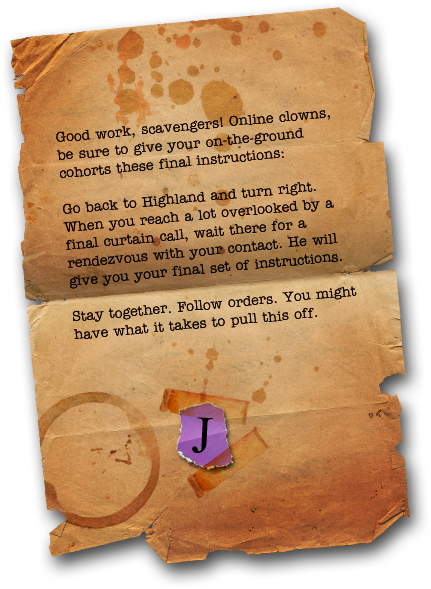 Good work, scavengers! Online clowns,
be sure to give your on-the-ground
cohorts these final instructions:
Go back to Highland and turn right.
When you reach a lot overlooked by a
final curtain call, wait there for a
rendezvous with your contact. He will
give you your final set of instructions.
Stay together. Follow orders. You might
have what it takes to pull this off.
J